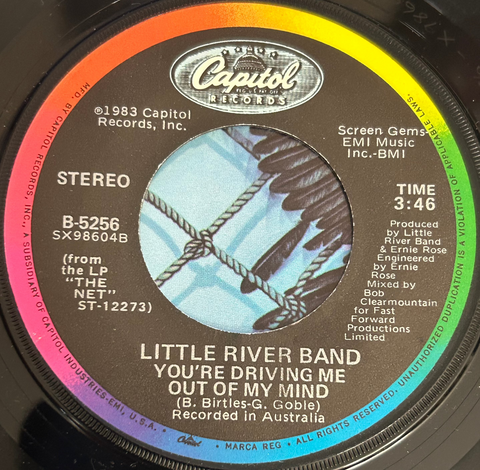 Capitol
RECORDS
℗1983 Capitol
Records, Inc.
Screen Gems-
EMI Music
Inc.-BMI
STEREO
TIME
3:46
B-5256
SX98604B
(from
the LP
"THE
NET"
ST-12273)
Produced by
Little
River Band
& Ernie Rose
Engineered
by Ernie
Rose
Mixed by
Bob
Clearmountain
for Fast
Forward
Productions
Limited
LITTLE RIVER BAND
YOU'RE DRIVING ME
OUT OF MY MIND
(B. Birtles-G. Goble)
Recorded in Australia
MFD. BY CAPITOL RECORDS, INC., A SUBSIDIARY OF CAPITOL INDUSTRIES-EMI, U.S.A. • Capitol • MARCA REG. • ALL RIGHTS RESERVED. UNAUTHORIZED DUPLICATION IS A VIOLATION OF APPLICABLE LAWS.